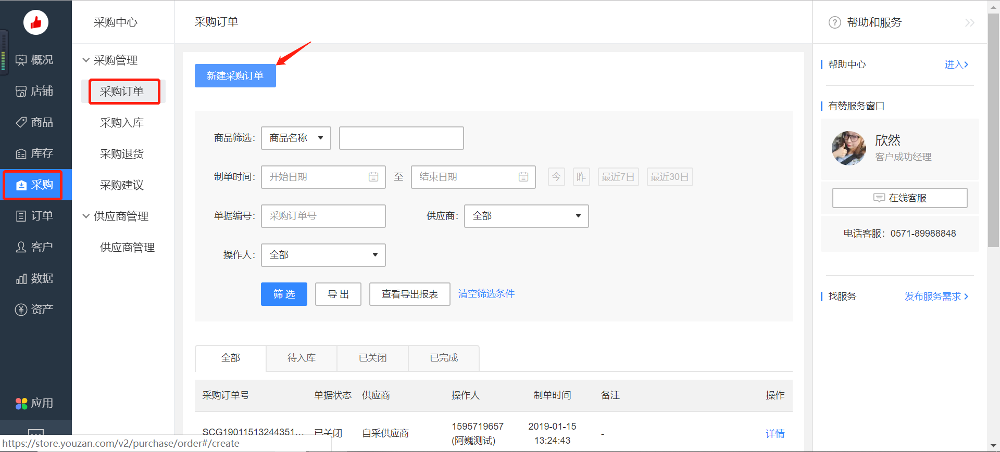 概况
店铺
商品
库存
采购
订单
客户
数据
资产
应用
采购中心
采购管理
采购订单
采购入库
采购退货
采购建议
供应商管理
供应商管理
采购订单
新建采购订单
商品筛选: 商品名称
制单时间: 开始日期 至 结束日期 今 昨 最近7日 最近30日
单据编号: 采购订单号 供应商: 全部
操作人: 全部
筛 选 导 出 查看导出报表 清空筛选条件
全部 待入库 已关闭 已完成
采购订单号 单据状态 供应商 操作人 制单时间 备注 操作
SCG19011513244351... 已关闭 自采供应商 1595719657 2019-01-15 - 详情
(阿巍测试) 13:24:43
帮助和服务
帮助中心 进入
有赞服务窗口
欣然
客户成功经理
在线客服
电话客服: 0571-89988848
找服务 发布服务需求
https://store.youzan.com/v2/purchase/order#/create